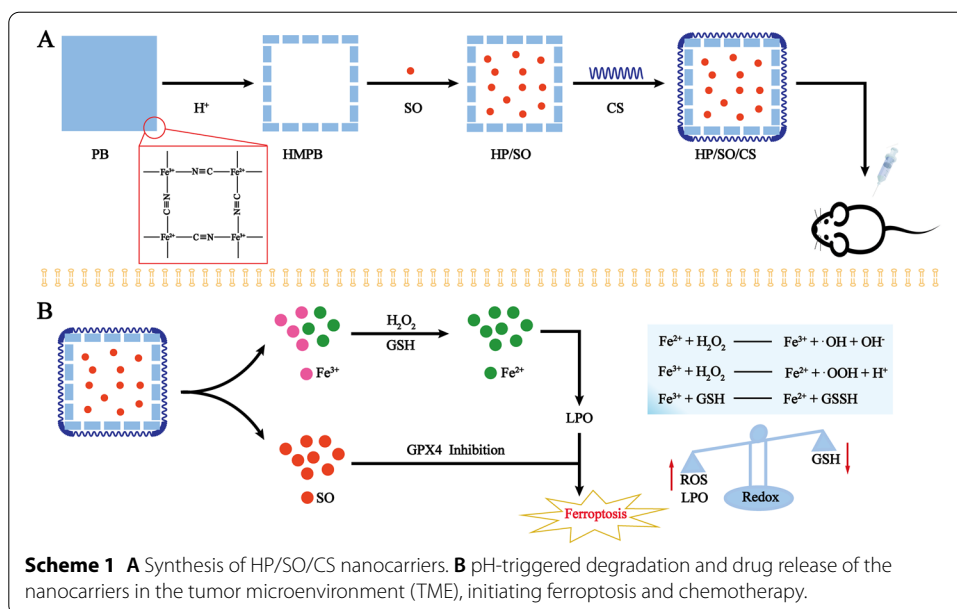 A
PB
H⁺
HMPB
SO
HP/SO
CS
HP/SO/CS
Fe³⁺ N≡C Fe²⁺
C≡N N≡C
Fe²⁺ C≡N Fe³⁺
B
H₂O₂
GSH
Fe³⁺
Fe²⁺
LPO
SO
GPX4 Inhibition
Ferroptosis
Fe²⁺ + H₂O₂ Fe³⁺ + ·OH + OH⁻
Fe³⁺ + H₂O₂ Fe²⁺ + ·OOH + H⁺
Fe³⁺ + GSH Fe²⁺ + GSSH
ROS
LPO
GSH
Redox
Scheme 1 A Synthesis of HP/SO/CS nanocarriers. B pH-triggered degradation and drug release of the
nanocarriers in the tumor microenvironment (TME), initiating ferroptosis and chemotherapy.